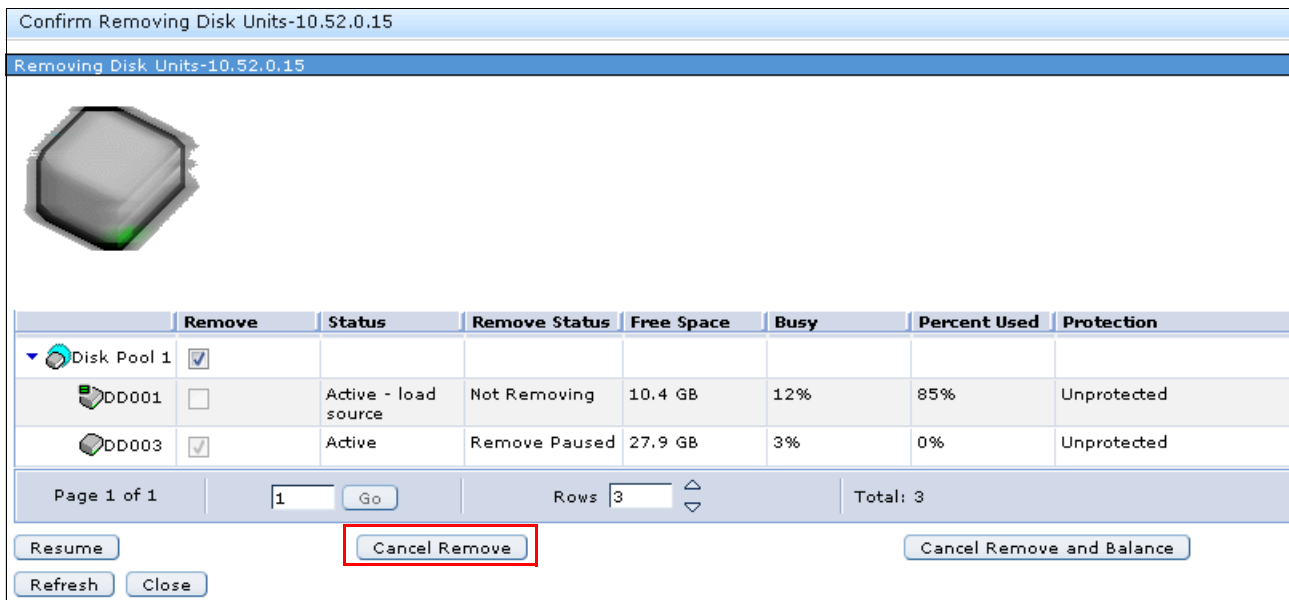 Confirm Removing Disk Units-10.52.0.15
Removing Disk Units-10.52.0.15
Remove Status Remove Status Free Space Busy Percent Used Protection
Disk Pool 1
DD001 Active - load source Not Removing 10.4 GB 12% 85% Unprotected
DD003 Active Remove Paused 27.9 GB 3% 0% Unprotected
Page 1 of 1 1 Go Rows 3 Total: 3
Resume Cancel Remove Cancel Remove and Balance
Refresh Close